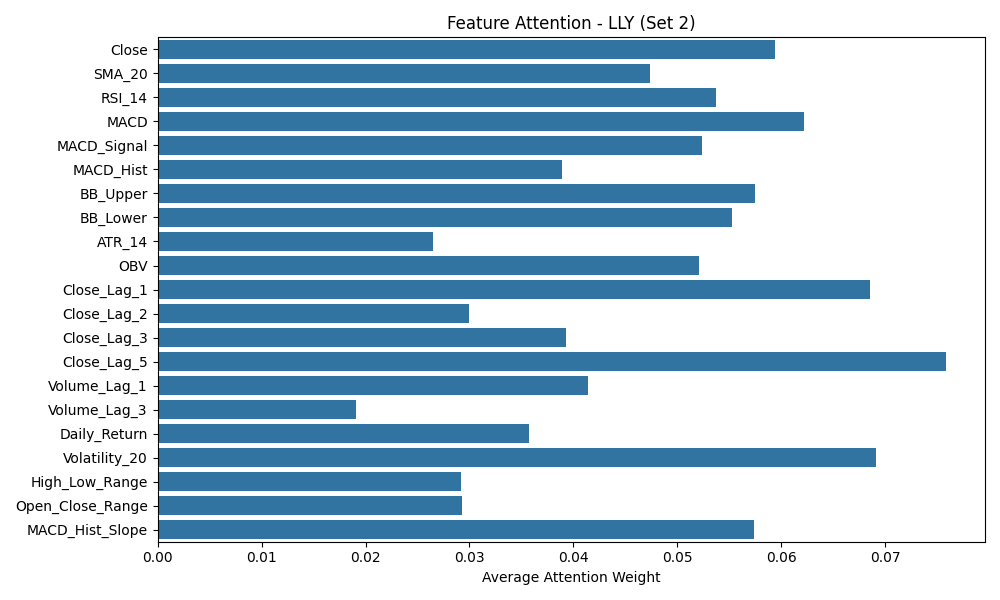 Feature Attention - LLY (Set 2)
Close
SMA_20
RSI_14
MACD
MACD_Signal
MACD_Hist
BB_Upper
BB_Lower
ATR_14
OBV
Close_Lag_1
Close_Lag_2
Close_Lag_3
Close_Lag_5
Volume_Lag_1
Volume_Lag_3
Daily_Return
Volatility_20
High_Low_Range
Open_Close_Range
MACD_Hist_Slope
0.00 0.01 0.02 0.03 0.04 0.05 0.06 0.07
Average Attention Weight